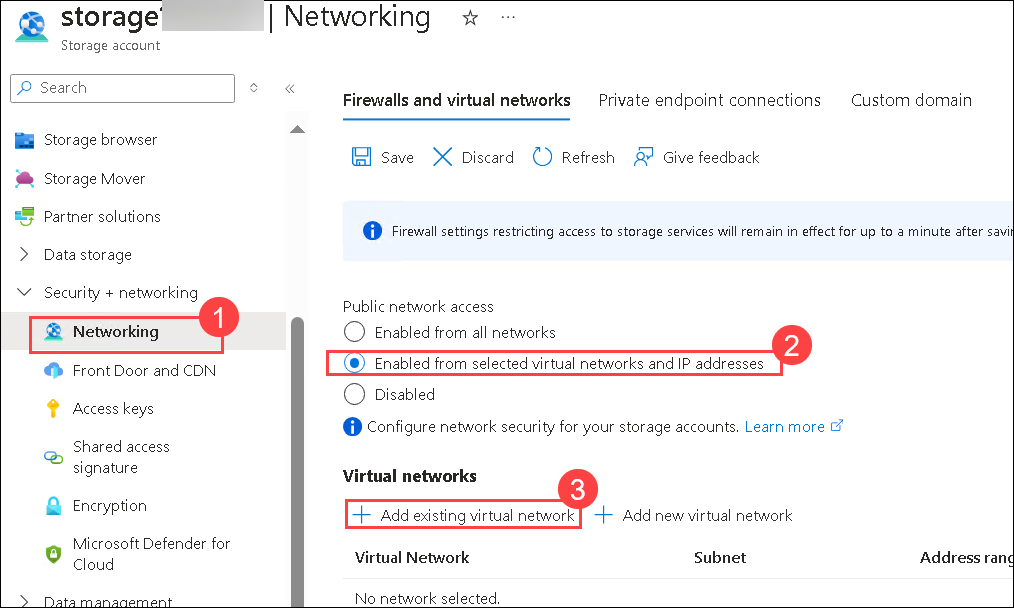 storage | Networking ☆ ...
Storage account
Search
«
Storage browser
Storage Mover
Partner solutions
Data storage
Security + networking
Networking
1
Front Door and CDN
Access keys
Shared access
signature
Encryption
Microsoft Defender for
Cloud
Data management
Firewalls and virtual networks
Private endpoint connections
Custom domain
Save
Discard
Refresh
Give feedback
Firewall settings restricting access to storage services will remain in effect for up to a minute after savin
Public network access
Enabled from all networks
Enabled from selected virtual networks and IP addresses
2
Disabled
Configure network security for your storage accounts. Learn more
Virtual networks
3
+ Add existing virtual network
+ Add new virtual network
Virtual Network
Subnet
Address rang
No network selected.